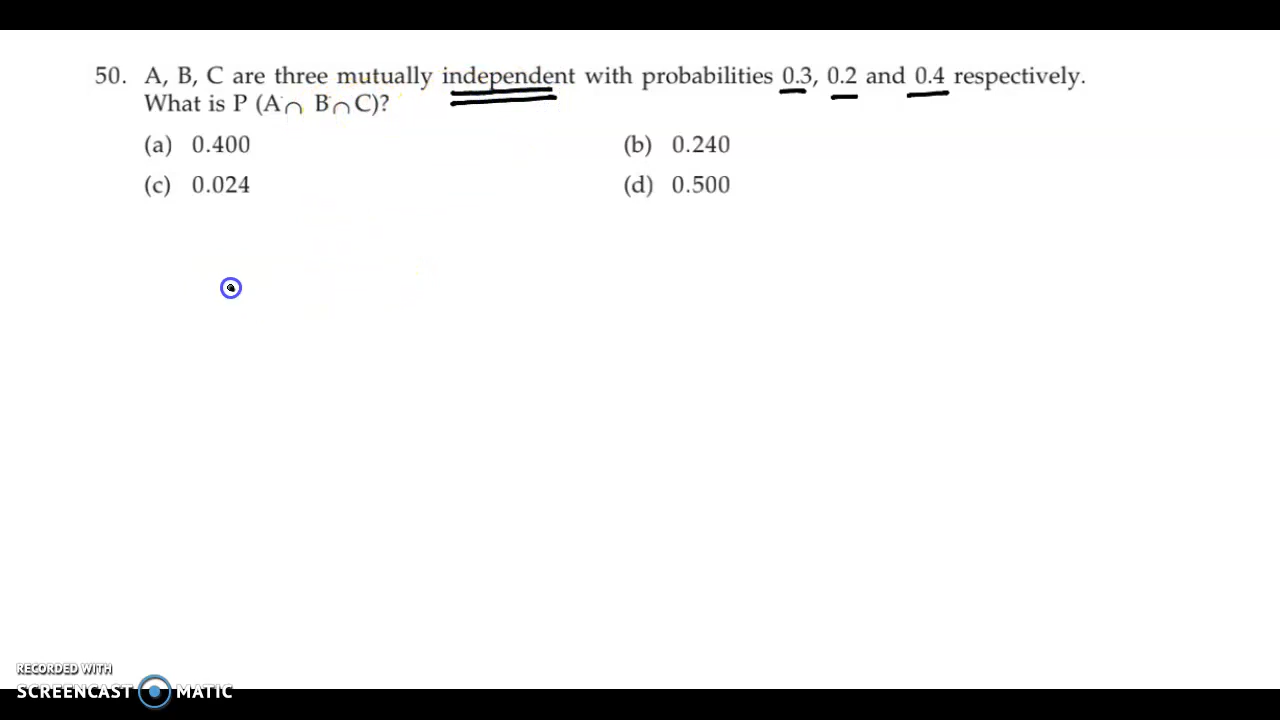 50. A, B, C are three mutually independent with probabilities 0.3, 0.2 and 0.4 respectively.
What is P (A∩ B∩C)?
(a) 0.400 (b) 0.240
(c) 0.024 (d) 0.500
RECORDED WITH
SCREENCAST MATIC